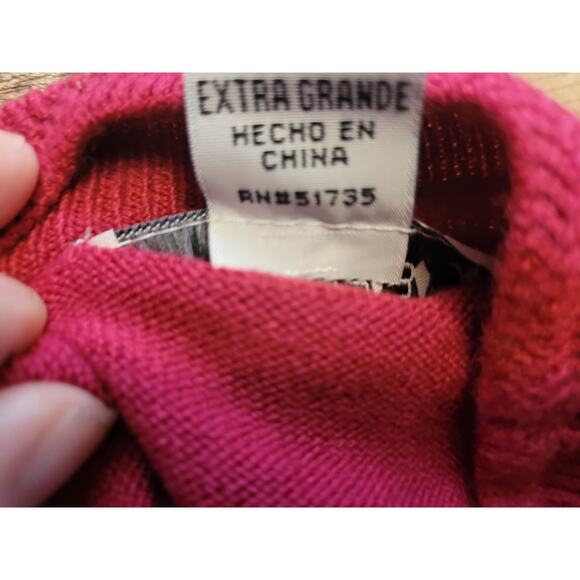 EXTRA GRANDE
HECHO EN
CHINA
RN#51735